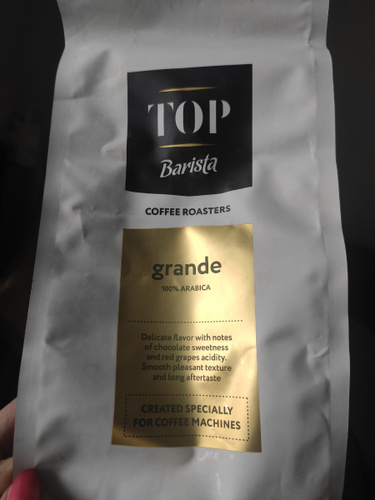 TOP
Barista
COFFEE ROASTERS
grande
100% ARABICA
Delicate flavor with notes
of chocolate sweetness
and red grapes acidity.
Smooth pleasant texture
and long aftertaste
CREATED SPECIALLY
FOR COFFEE MACHINES